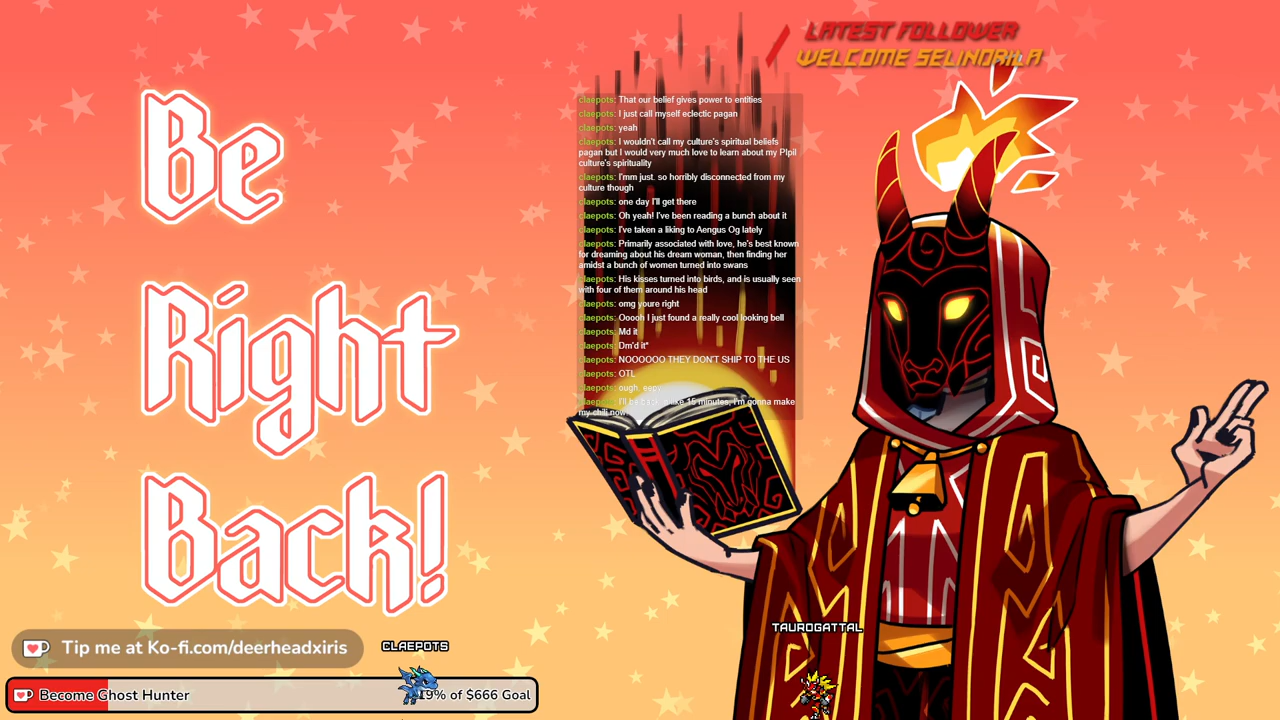 LATEST FOLLOWER
WELCOME SELINORILA
Be
Right
Back!
claepots: That our belief gives power to entities
claepots: I just call myself eclectic pagan
claepots: yeah
claepots: I wouldn't call my culture's spiritual beliefs
pagan but I would very much love to learn about my PIpil
culture's spirituality
claepots: I'mm just. so horribly disconnected from my
culture though
claepots: one day I'll get there
claepots: Oh yeah! I've been reading a bunch about it
claepots: I've taken a liking to Aengus Og lately
claepots: Primarily associated with love, he's best known
for dreaming about his dream woman, then finding her
amidst a bunch of women turned into swans
claepots: His kisses turned into birds, and is usually seen
with four of them around his head
claepots: omg youre right
claepots: Ooooh I just found a really cool looking bell
claepots: Md it
claepots: Dm'd it*
claepots: NOOOOOO THEY DON'T SHIP TO THE US
claepots: OTL
claepots: ough. eepy
claepots: I'll be back in like 15 minutes, I'm gonna make
my chili now
TAUROGATTAL
Tip me at Ko-fi.com/deerheadxiris
CLAEPOTS
Become Ghost Hunter
19% of $666 Goal